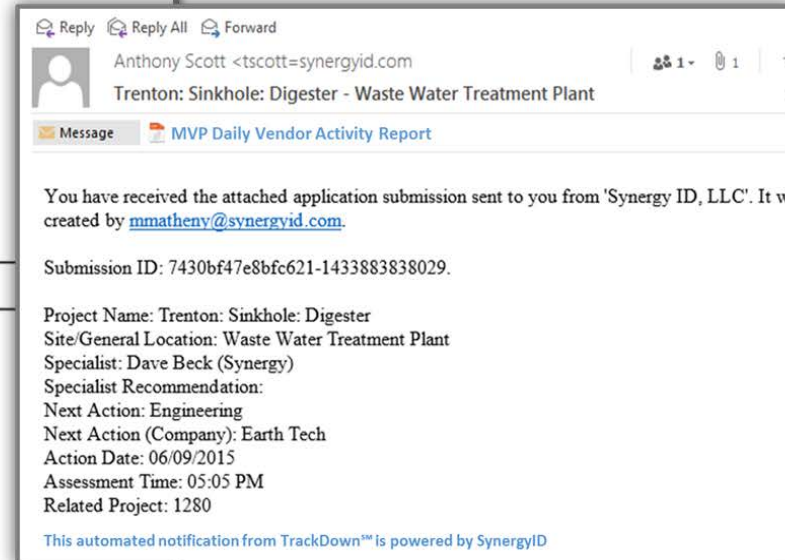 Reply Reply All Forward
Anthony Scott <tscott=synergyid.com
1 1
Trenton: Sinkhole: Digester - Waste Water Treatment Plant
Message MVP Daily Vendor Activity Report
You have received the attached application submission sent to you from 'Synergy ID, LLC'. It
created by mmatheny@synergyid.com.
Submission ID: 7430bf47e8bfc621-1433883838029.
Project Name: Trenton: Sinkhole: Digester
Site/General Location: Waste Water Treatment Plant
Specialist: Dave Beck (Synergy)
Specialist Recommendation:
Next Action: Engineering
Next Action (Company): Earth Tech
Action Date: 06/09/2015
Assessment Time: 05:05 PM
Related Project: 1280
This automated notification from TrackDown℠ is powered by SynergyID